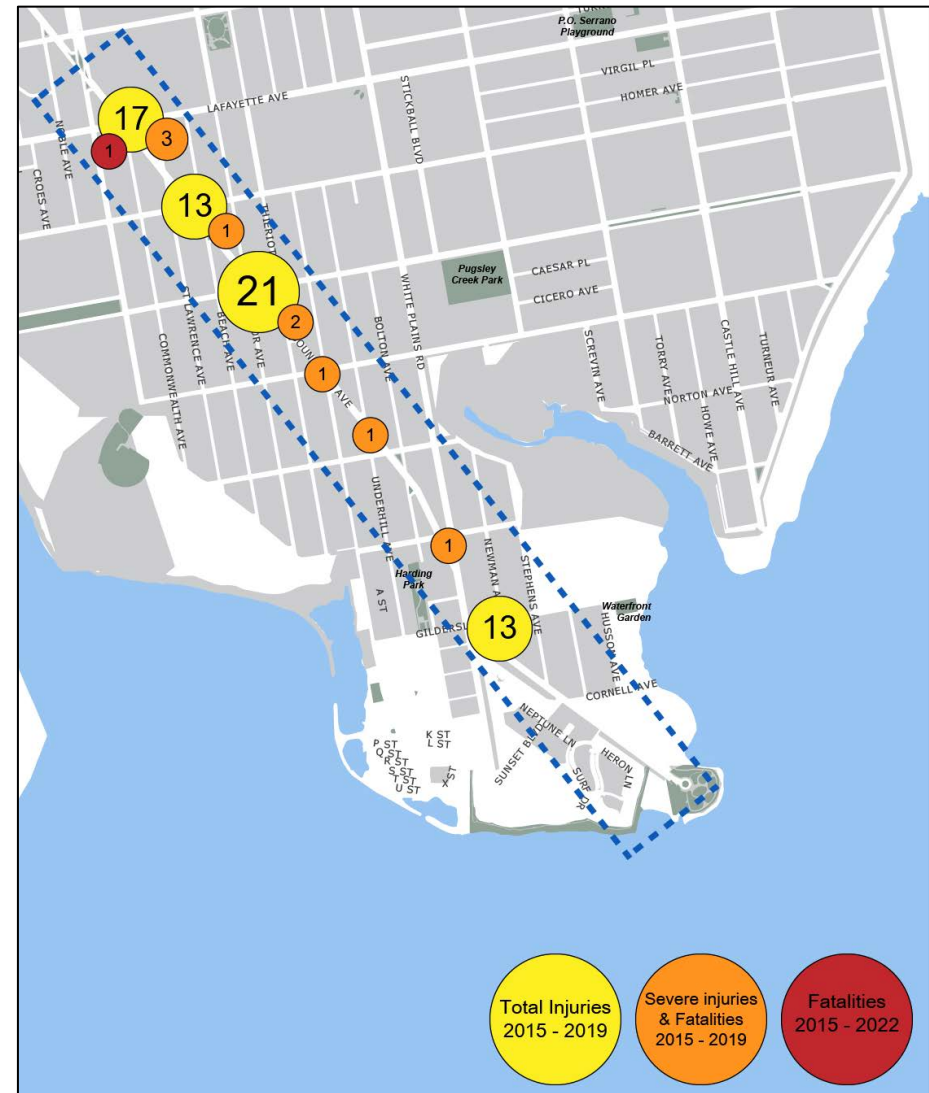 P.O. Serrano
Playground
VIRGIL PL
HOMER AVE
LAFAYETTE AVE
STICKBALL BLVD
17
3
1
NOBLE AVE
CROES AVE
13
1
THIERIOT
21
2
Pugsley
Creek Park
CAESAR PL
CICERO AVE
WHITE PLAINS RD
BOLTON AVE
ST LAWRENCE AVE
BEACH AVE
COMMONWEALTH AVE
AVE
1
AVE
SCREVIN AVE
TORRY AVE
CASTLE HILL AVE
TURNEUR AVE
NORTON AVE
HOWE AVE
BARRETT AVE
1
UNDERHILL AVE
1
NEWMAN
STEPHENS AVE
Harding
Park
A ST
13
Waterfront
Garden
HUSSON AVE
CORNELL AVE
NEPTUNE LN
HERON LN
SUNSET
SURF
K ST
L ST
P ST
Q ST
R ST
S ST
T ST
U ST
X ST
Total Injuries
2015 - 2019
Severe injuries
& Fatalities
2015 - 2019
Fatalities
2015 - 2022